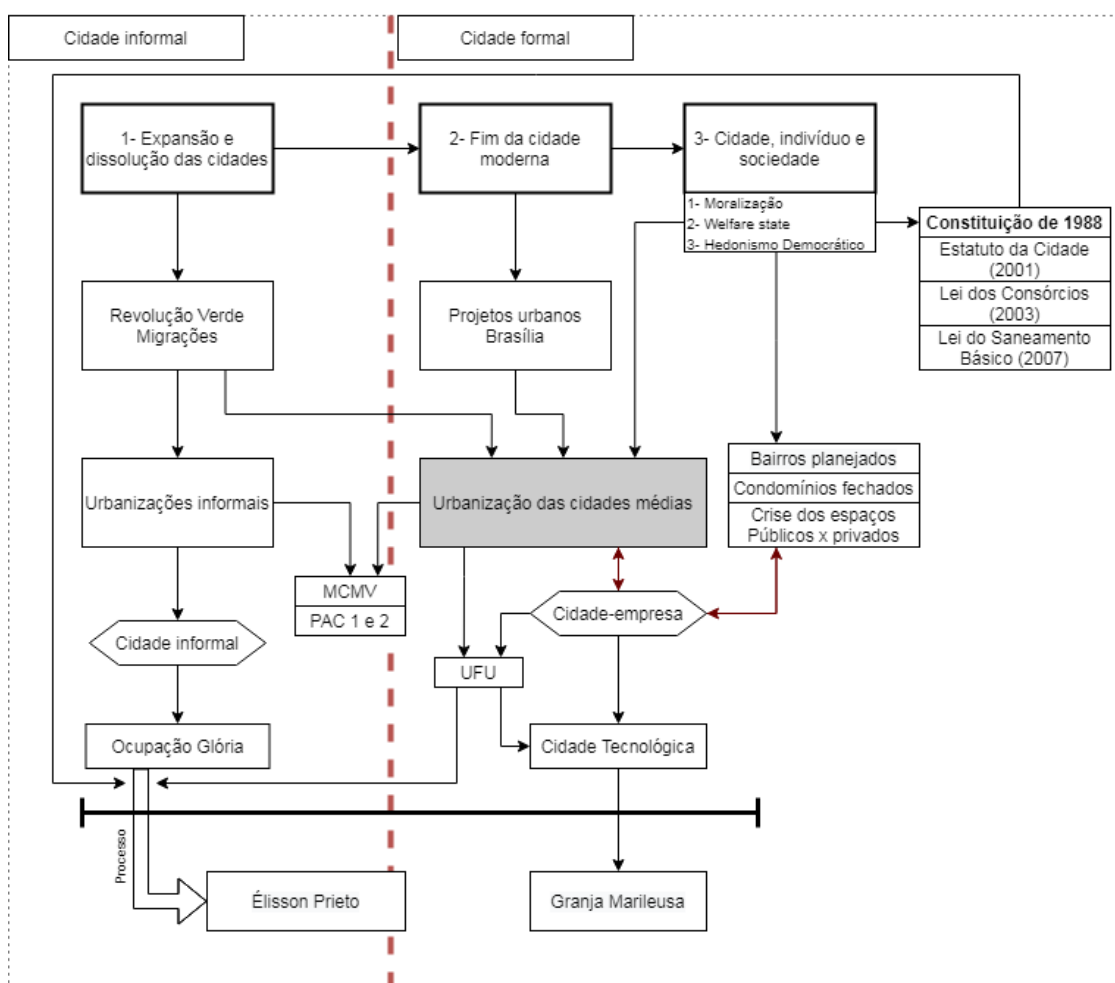 Cidade informal
Cidade formal
1- Expansão e
dissolução das cidades
2- Fim da cidade
moderna
3- Cidade, indivíduo e
sociedade
1- Moralização
2- Welfare state
3- Hedonismo Democrático
Constituição de 1988
Estatuto da Cidade
(2001)
Lei dos Consórcios
(2003)
Lei do Saneamento
Básico (2007)
Revolução Verde
Migrações
Projetos urbanos
Brasília
Bairros planejados
Condomínios fechados
Crise dos espaços
Públicos x privados
Urbanizações informais
Urbanização das cidades médias
MCMV
PAC 1 e 2
Cidade-empresa
Cidade informal
UFU
Ocupação Glória
Cidade Tecnológica
Processo
Élisson Prieto
Granja Marileusa